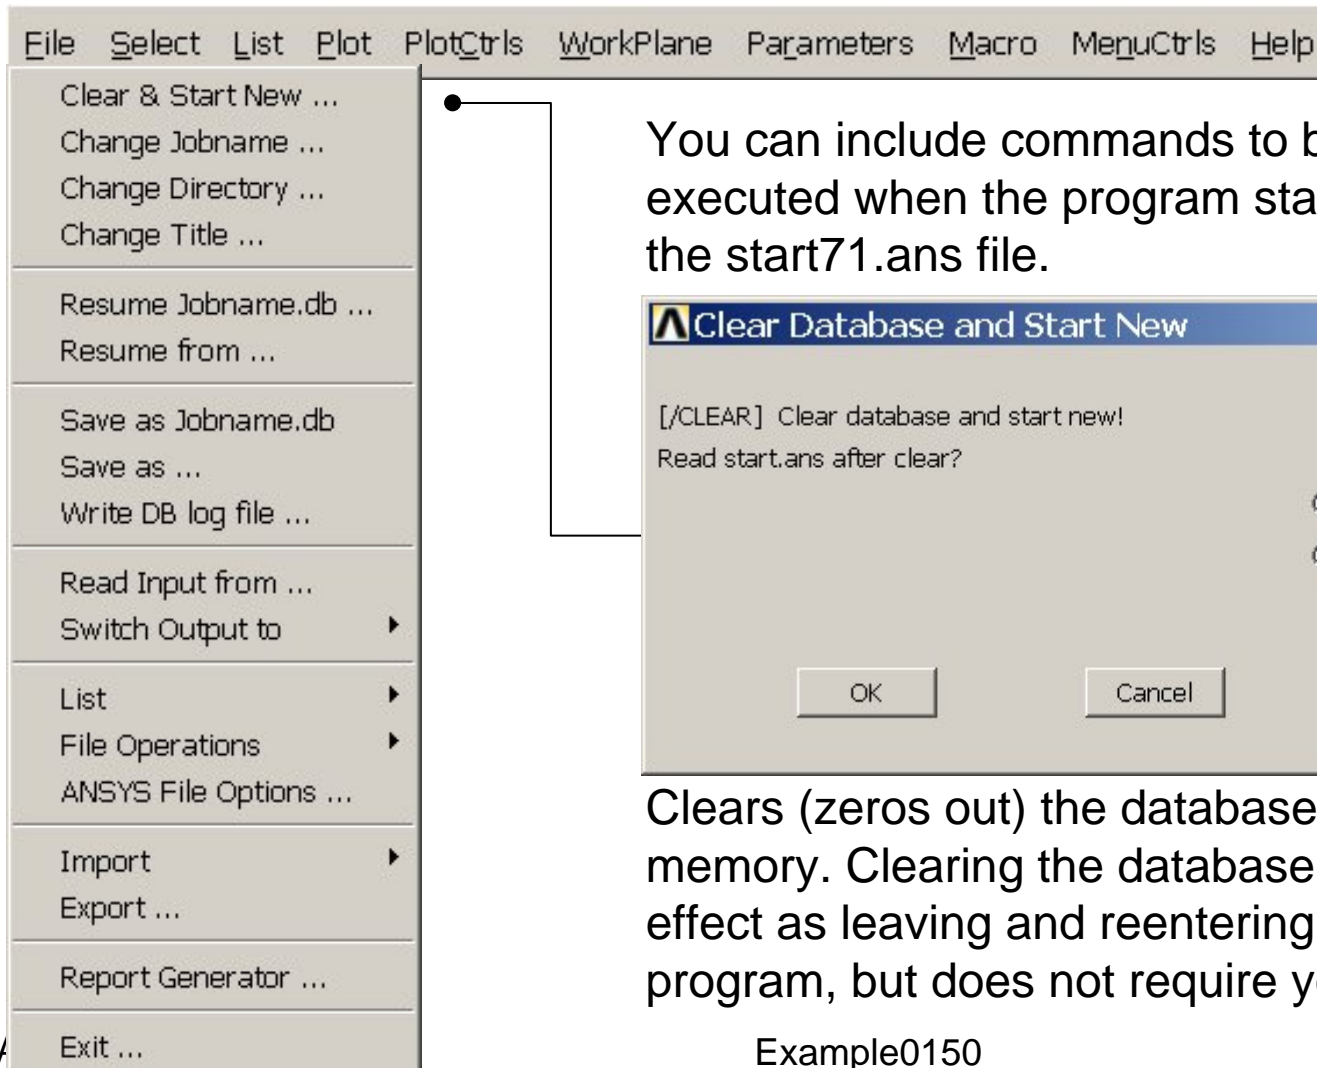 File Select List Plot PlotCtrls WorkPlane Parameters Macro MenuCtrls Help
Clear & Start New ...
Change Jobname ...
Change Directory ...
Change Title ...
Resume Jobname.db ...
Resume from ...
Save as Jobname.db
Save as ...
Write DB log file ...
Read Input from ...
Switch Output to
List
File Operations
ANSYS File Options ...
Import
Export ...
Report Generator ...
Exit ...
You can include commands to
executed when the program
the start71.ans file.
Clear Database and Start New
[/CLEAR] Clear database and start new!
Read start.ans after clear?
OK Cancel
Clears (zeros out) the database
memory. Clearing the database
effect as leaving and reentering
program, but does not require
Example0150